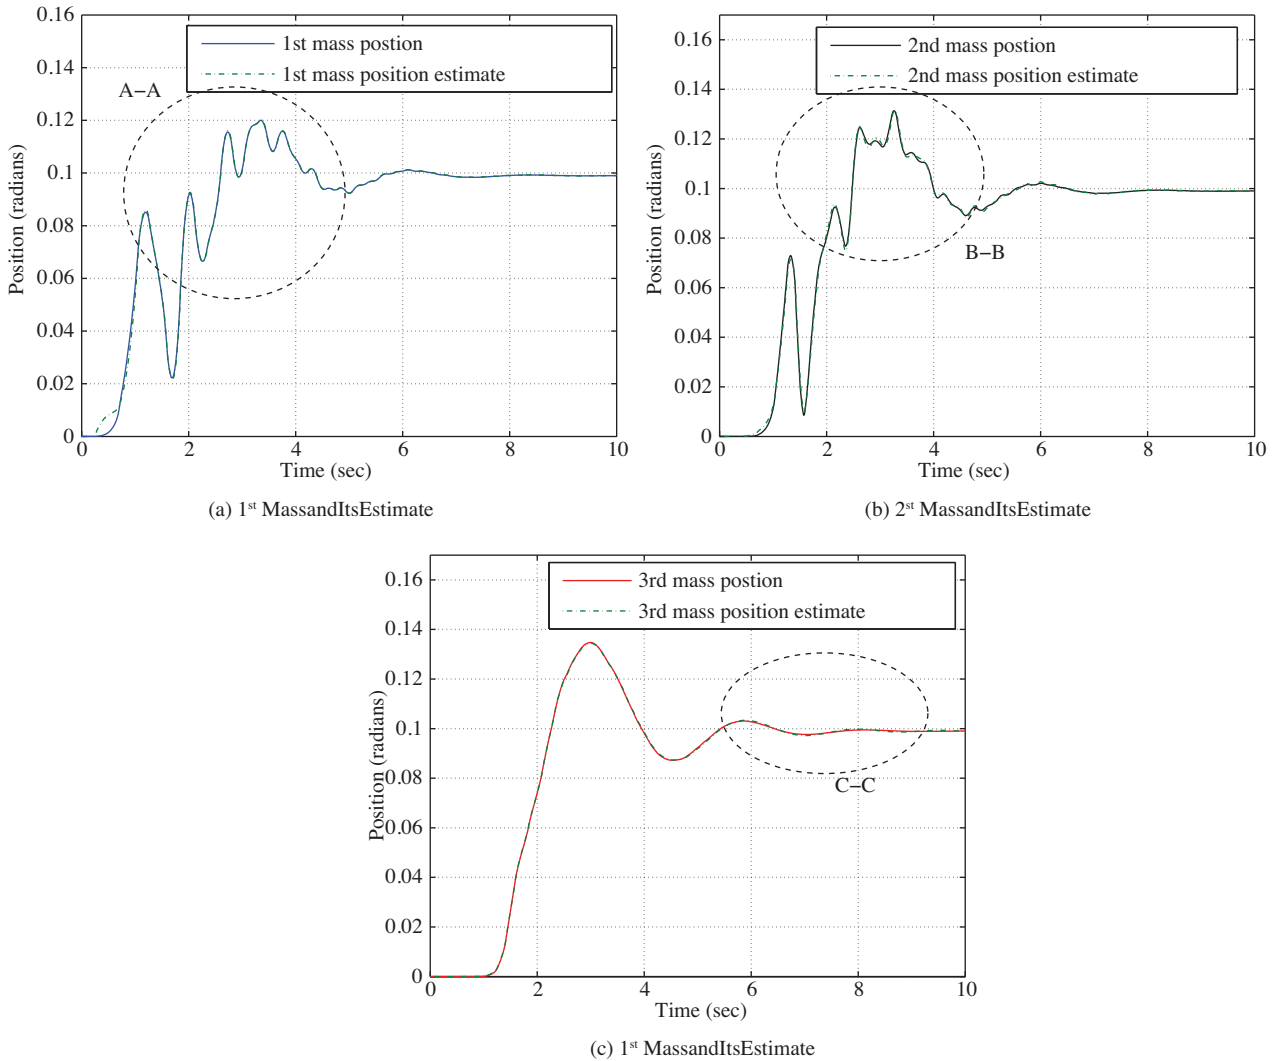 0.16
0.14
0.12
0.1
0.08
0.06
0.04
0.02
0
Position (radians)
1st mass postion
1st mass position estimate
A−A
0 2 4 6 8 10
Time (sec)
(a) 1st MassandItsEstimate
0.16
0.14
0.12
0.1
0.08
0.06
0.04
0.02
0
Position (radians)
2nd mass postion
2nd mass position estimate
B−B
0 2 4 6 8 10
Time (sec)
(b) 2st MassandItsEstimate
0.16
0.14
0.12
0.1
0.08
0.06
0.04
0.02
0
Position (radians)
3rd mass postion
3rd mass position estimate
C−C
0 2 4 6 8 10
Time (sec)
(c) 1st MassandItsEstimate